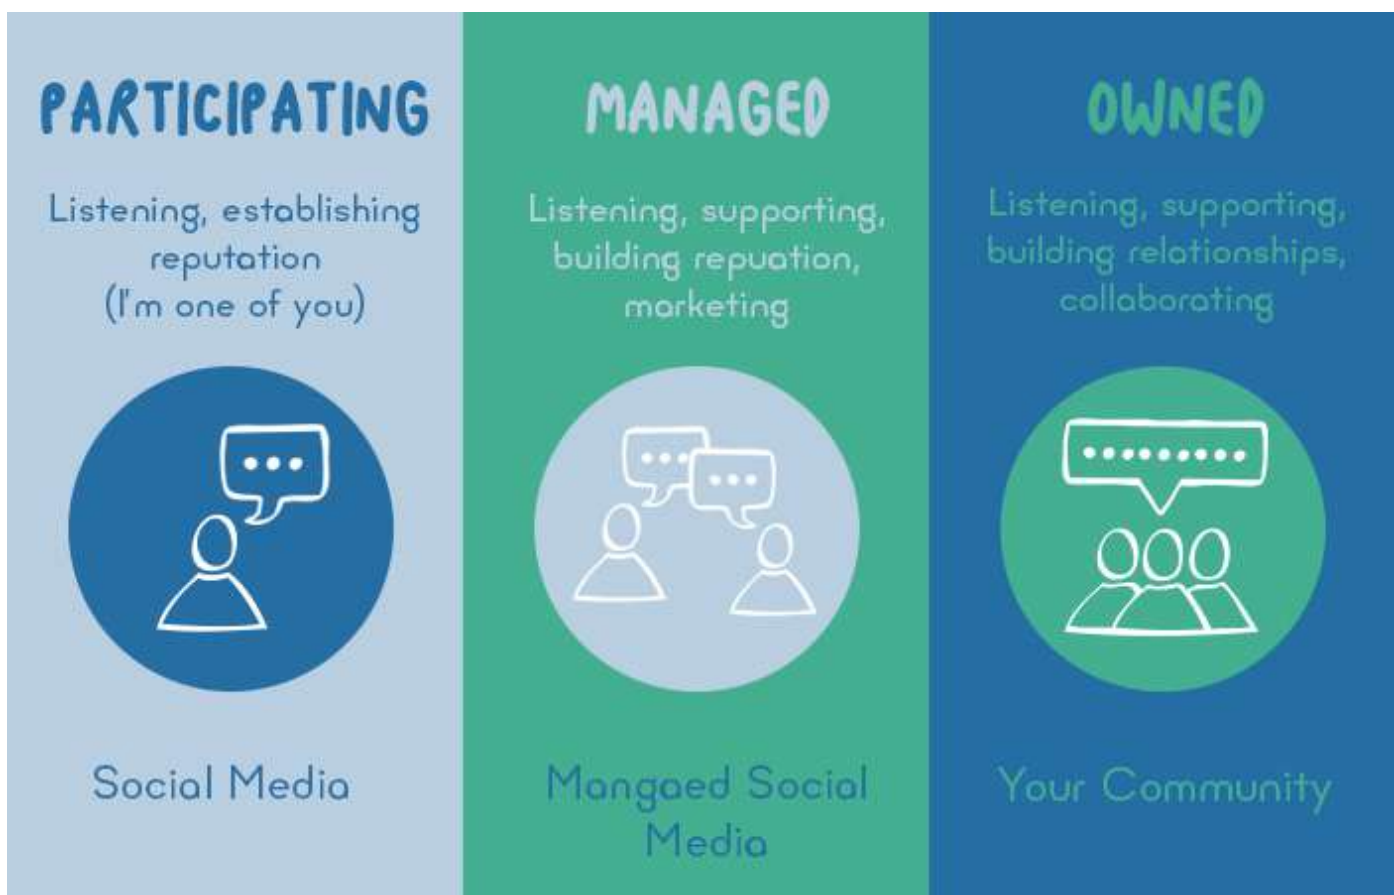 PARTICIPATING
Listening, establishing
reputation
(I'm one of you)
Social Media
MANAGED
Listening, supporting,
building repuation,
marketing
Mangaed Social
Media
OWNED
Listening, supporting,
building relationships,
collaborating
Your Community